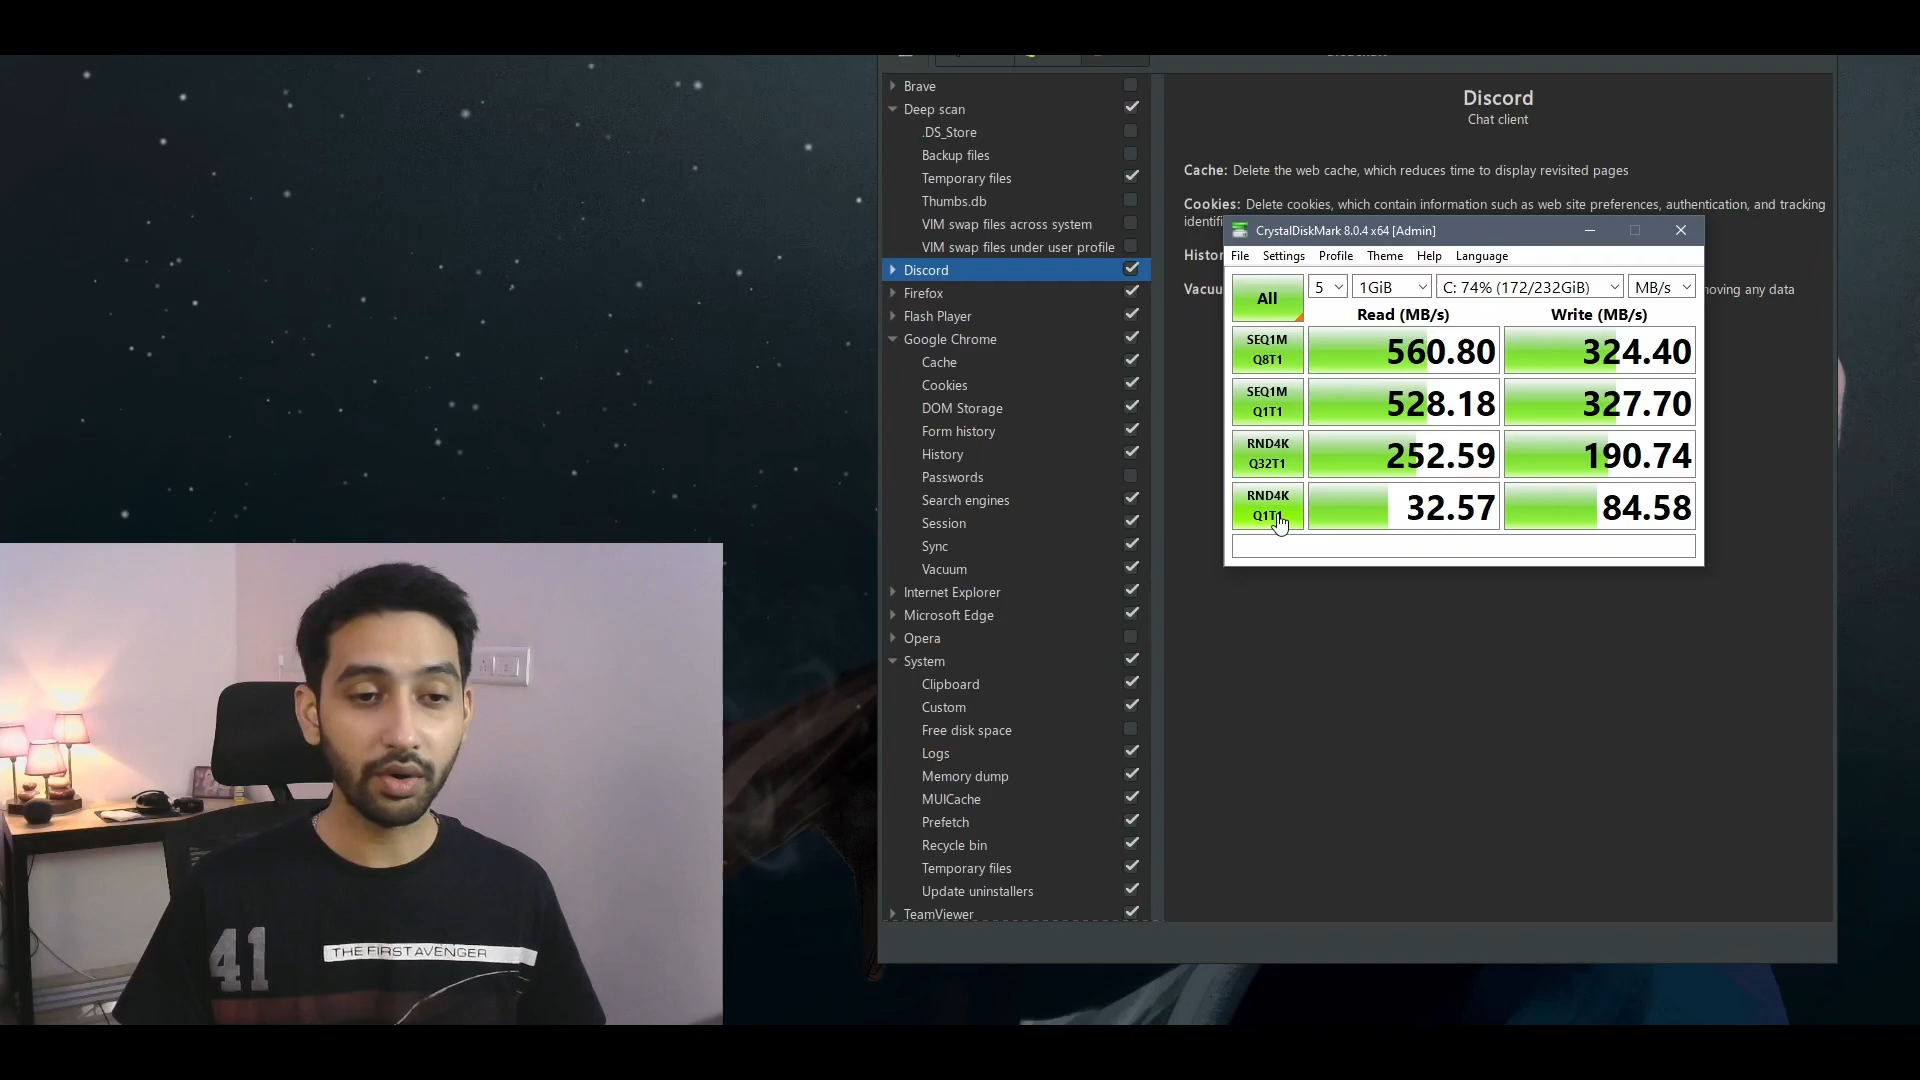 Brave
Deep scan
.DS_Store
Backup files
Temporary files
Thumbs.db
VIM swap files across system
VIM swap files under user profile
Discord
Firefox
Flash Player
Google Chrome
Cache
Cookies
DOM Storage
Form history
History
Passwords
Search engines
Session
Sync
Vacuum
Internet Explorer
Microsoft Edge
Opera
System
Clipboard
Custom
Free disk space
Logs
Memory dump
MUICache
Prefetch
Recycle bin
Temporary files
Update uninstallers
TeamViewer
Discord
Chat client
Cache: Delete the web cache, which reduces time to display revisited pages
Cookies: Delete cookies, which contain information such as web site preferences, authentication, and tracking
any data
CrystalDiskMark 8.0.4 x64 [Admin]
File Settings Profile Theme Help Language
All 5 1GiB C: 74% (172/232GiB) MB/s
Read (MB/s) Write (MB/s)
SEQ1M
Q8T1 560.80 324.40
SEQ1M
Q1T1 528.18 327.70
RND4K
Q32T1 252.59 190.74
RND4K
Q1T1 32.57 84.58
41
THE FIRST AVENGER